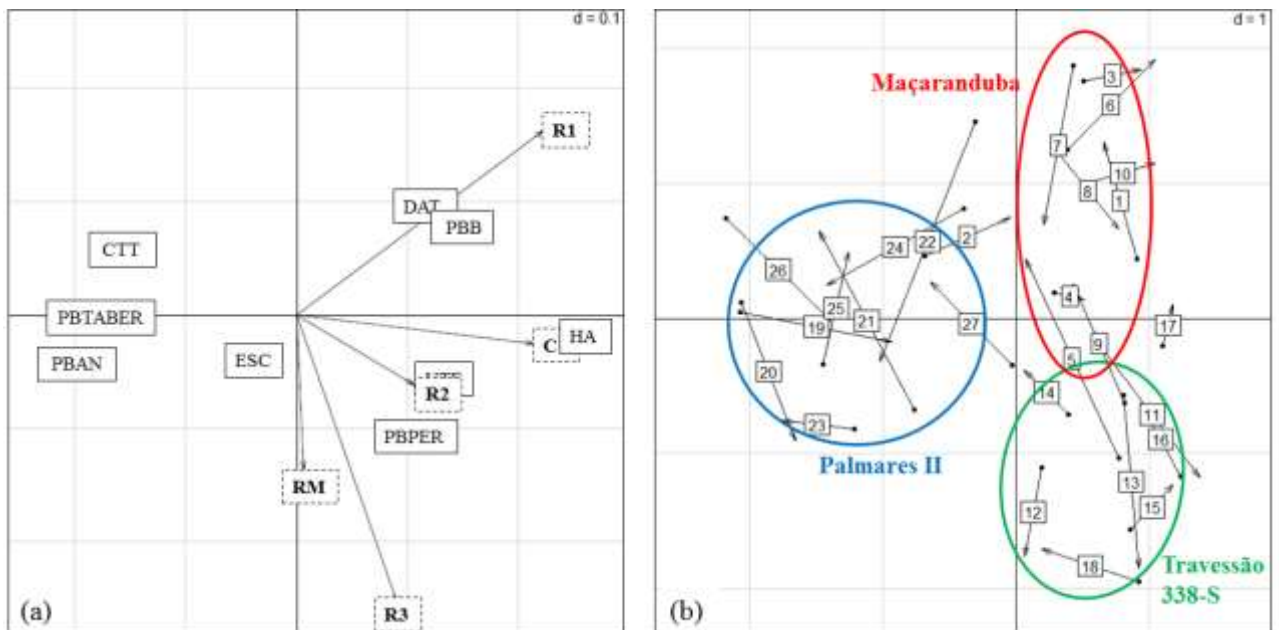 d = 0.1
R1
DAT
PBB
CTT
PBTABER
HA
C
ESC
PBAN
R2
PBPER
RM
R3
(a)
d = 1
Maçaranduba
3
6
7
10
8
1
2
22
24
26
4
25
21
19
27
17
9
5
20
14
11
23
16
Palmares II
13
15
12
18
Travessão
338-S
(b)